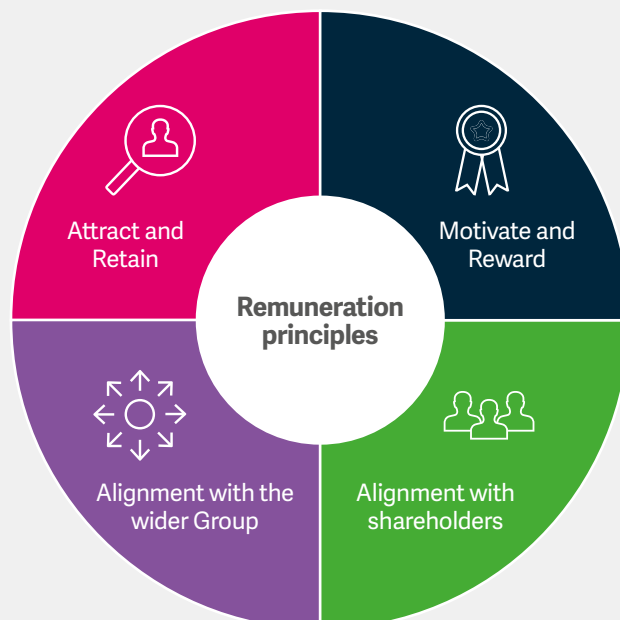 Attract and
Retain
Motivate and
Reward
Remuneration
principles
Alignment with the
wider Group
Alignment with
shareholders